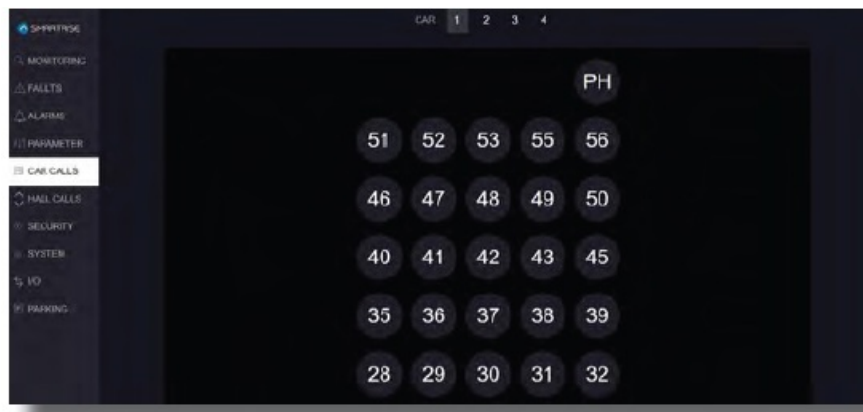 SMARTRISE
CAR 1 2 3 4
MONITORING
FAULTS
ALARMS
PARAMETER
CAR CALLS
HALL CALLS
SECURITY
SYSTEM
I/O
PARKING
PH
51 52 53 55 56
46 47 48 49 50
40 41 42 43 45
35 36 37 38 39
28 29 30 31 32